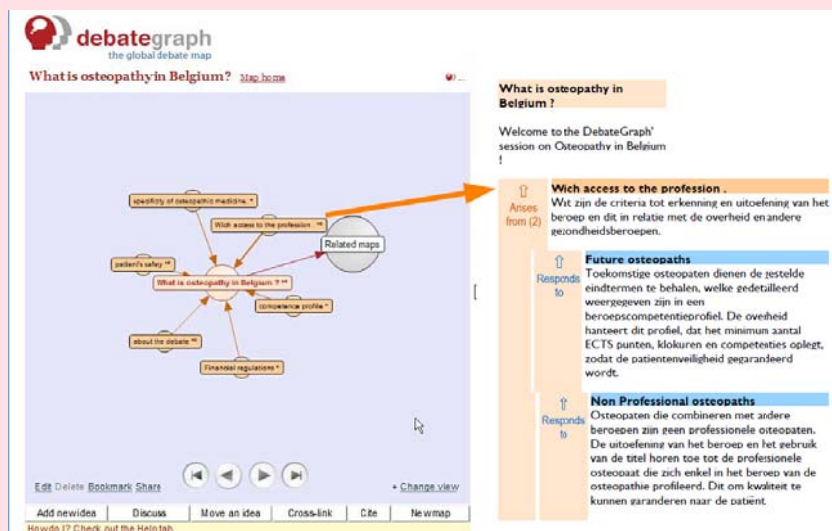 debategraph
the global debate map
What is osteopathy in Belgium? Map home
specificity of osteopathic medicine.
Wich access to the profession.
Related maps
patient's safety
What is osteopathy in Belgium ?
competence profile
about the debate
Financial regulations
Edit Delete Bookmark Share
+ Change view
Add new idea Discuss Move an idea Cross-link Cite New map
How do I? Check out the Help tab
What is osteopathy in
Belgium ?
Welcome to the DebateGraph'
session on Osteopathy in Belgium
!
⇧ Arises from (2)
Wich access to the profession .
Wat zijn de criteria tot erkenning en uitoefening van het
beroep en dit in relatie met de overheid en andere
gezondheidsberoepen.
⇧ Responds to
Future osteopaths
Toekomstige osteopaten dienen de gestelde
eindtermen te behalen, welke gedetailleerd
weergegeven zijn in een
beroepscompetentieprofiel. De overheid
hanteert dit profiel, dat het minimum aantal
ECTS punten, klokuren en competenties oplegt,
zodat de patientenveiligheid gegarandeerd
wordt.
⇧ Responds to
Non Professional osteopaths
Osteopaten die combineren met andere
beroepen zijn geen professionele osteopaten.
De uitoefening van het beroep en het gebruik
van de titel horen toe tot de professionele
osteopaat die zich enkel in het beroep van de
osteopathie profileerd. Dit om kwaliteit te
kunnen garanderen naar de patiënt.